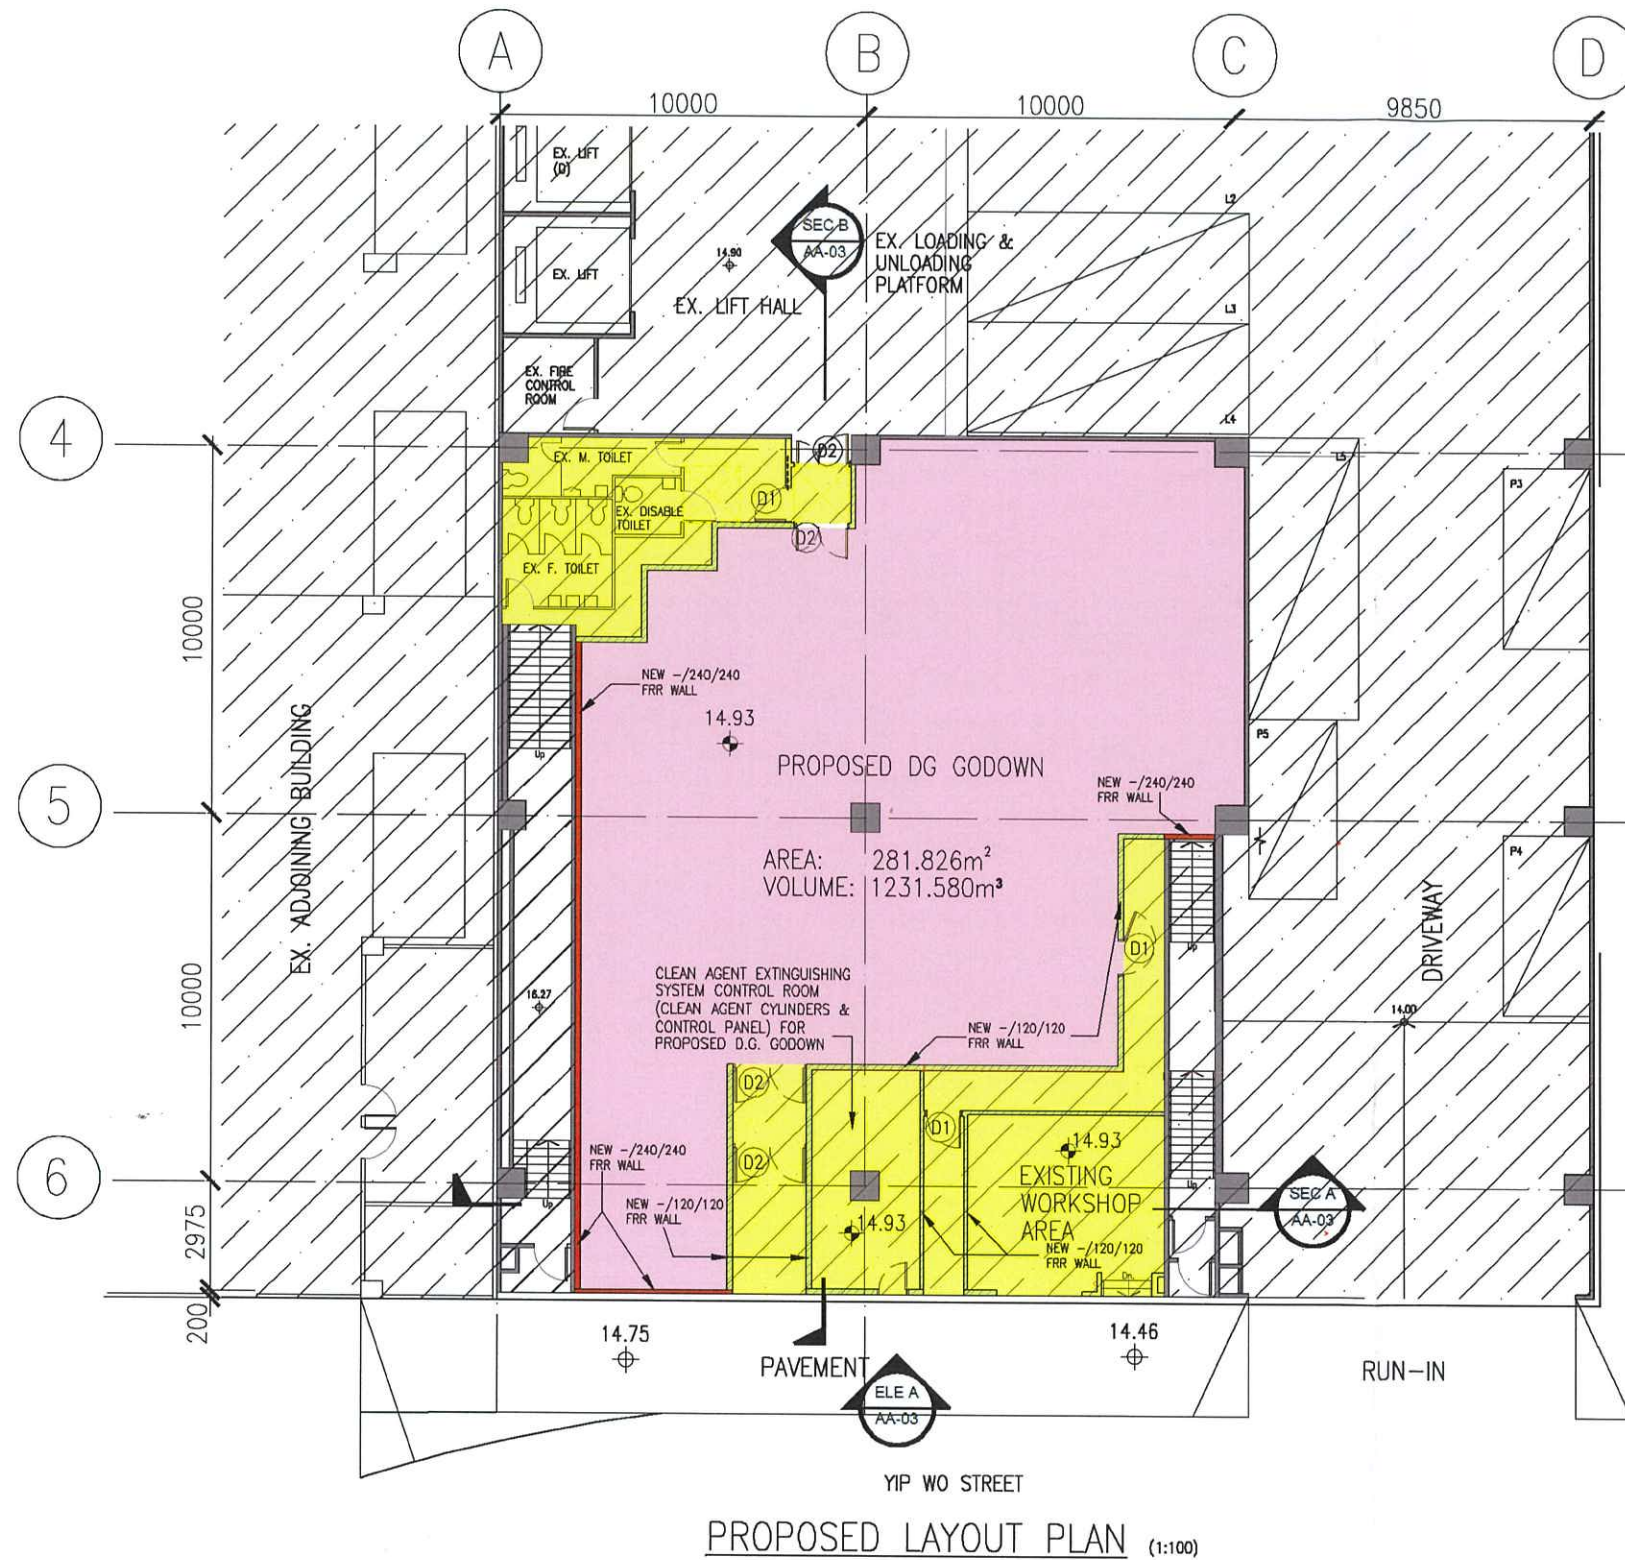 A
B
C
D
10000
10000
9850
EX. LIFT
(D)
L2
SEC B
AA-03
EX. LOADING &
UNLOADING
PLATFORM
14.90
EX. LIFT
EX. LIFT HALL
L3
EX. FIRE
CONTROL
ROOM
L4
4
D2
EX. M. TOILET
L5
P3
D1
EX. DISABLE
TOILET
D2
EX. F. TOILET
10000
NEW -/240/240
FRR WALL
14.93
EX. ADJOINING BUILDING
Up
P5
PROPOSED DG GODOWN
NEW -/240/240
FRR WALL
5
AREA: 281.826m²
VOLUME: 1231.580m³
P4
DRIVEWAY
Up
D1
10000
CLEAN AGENT EXTINGUISHING
SYSTEM CONTROL ROOM
(CLEAN AGENT CYLINDERS &
CONTROL PANEL) FOR
PROPOSED D.G. GODOWN
16.27
14.00
NEW -/120/120
FRR WALL
D2
D1
14.93
NEW -/240/240
FRR WALL
D2
6
EXISTING
WORKSHOP
AREA
Up
Up
SEC A
AA-03
NEW -/120/120
FRR WALL
14.93
2975
NEW -/120/120
FRR WALL
Dn.
200
14.75
14.46
PAVEMENT
RUN-IN
ELE A
AA-03
YIP WO STREET
PROPOSED LAYOUT PLAN (1:100)